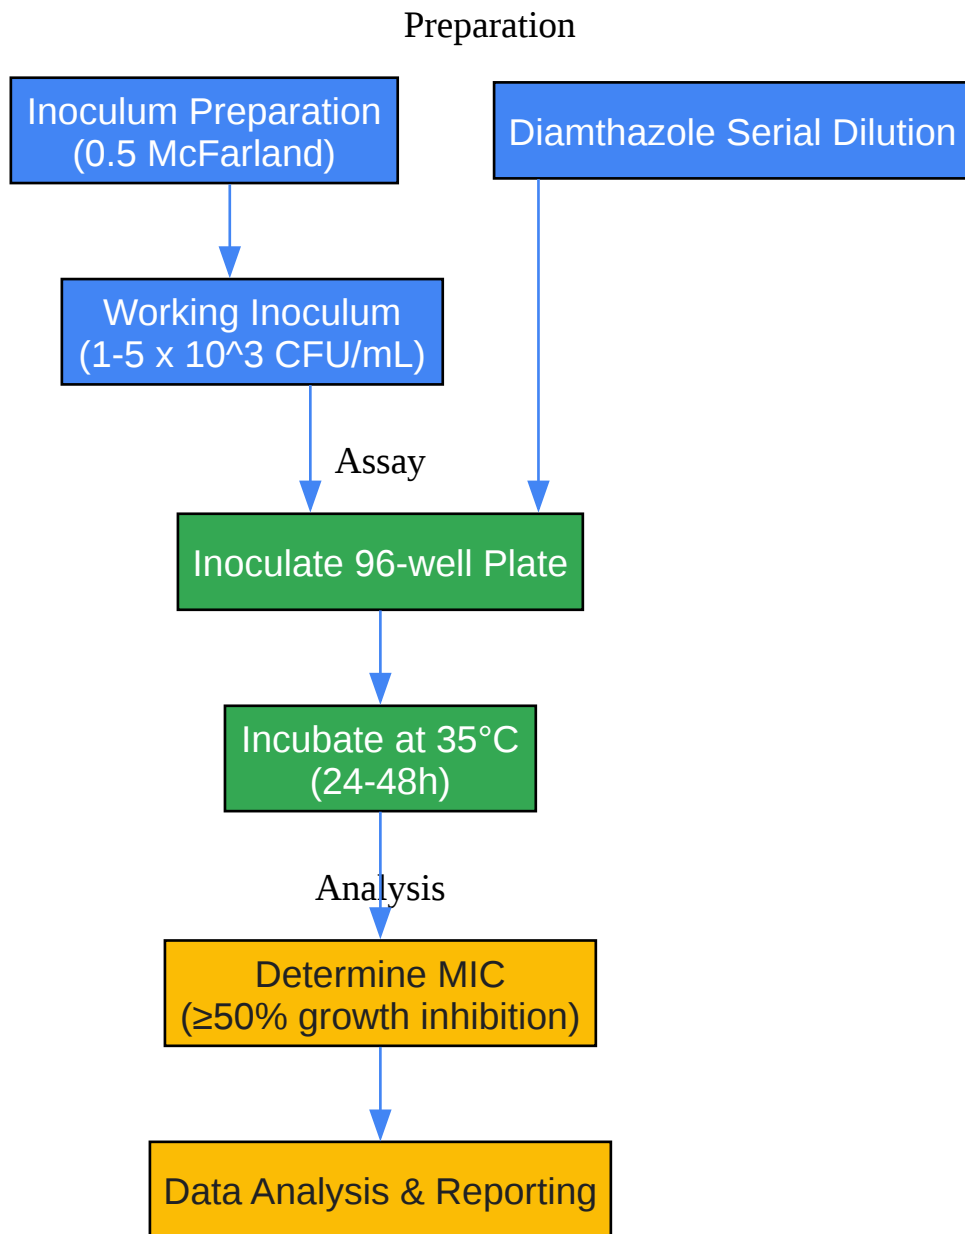 Preparation
Inoculum Preparation
(0.5 McFarland)
Diamthazole Serial Dilution
Working Inoculum
(1-5 x 10^3 CFU/mL)
Assay
Inoculate 96-well Plate
Incubate at 35°C
(24-48h)
Analysis
Determine MIC
(≥50% growth inhibition)
Data Analysis & Reporting